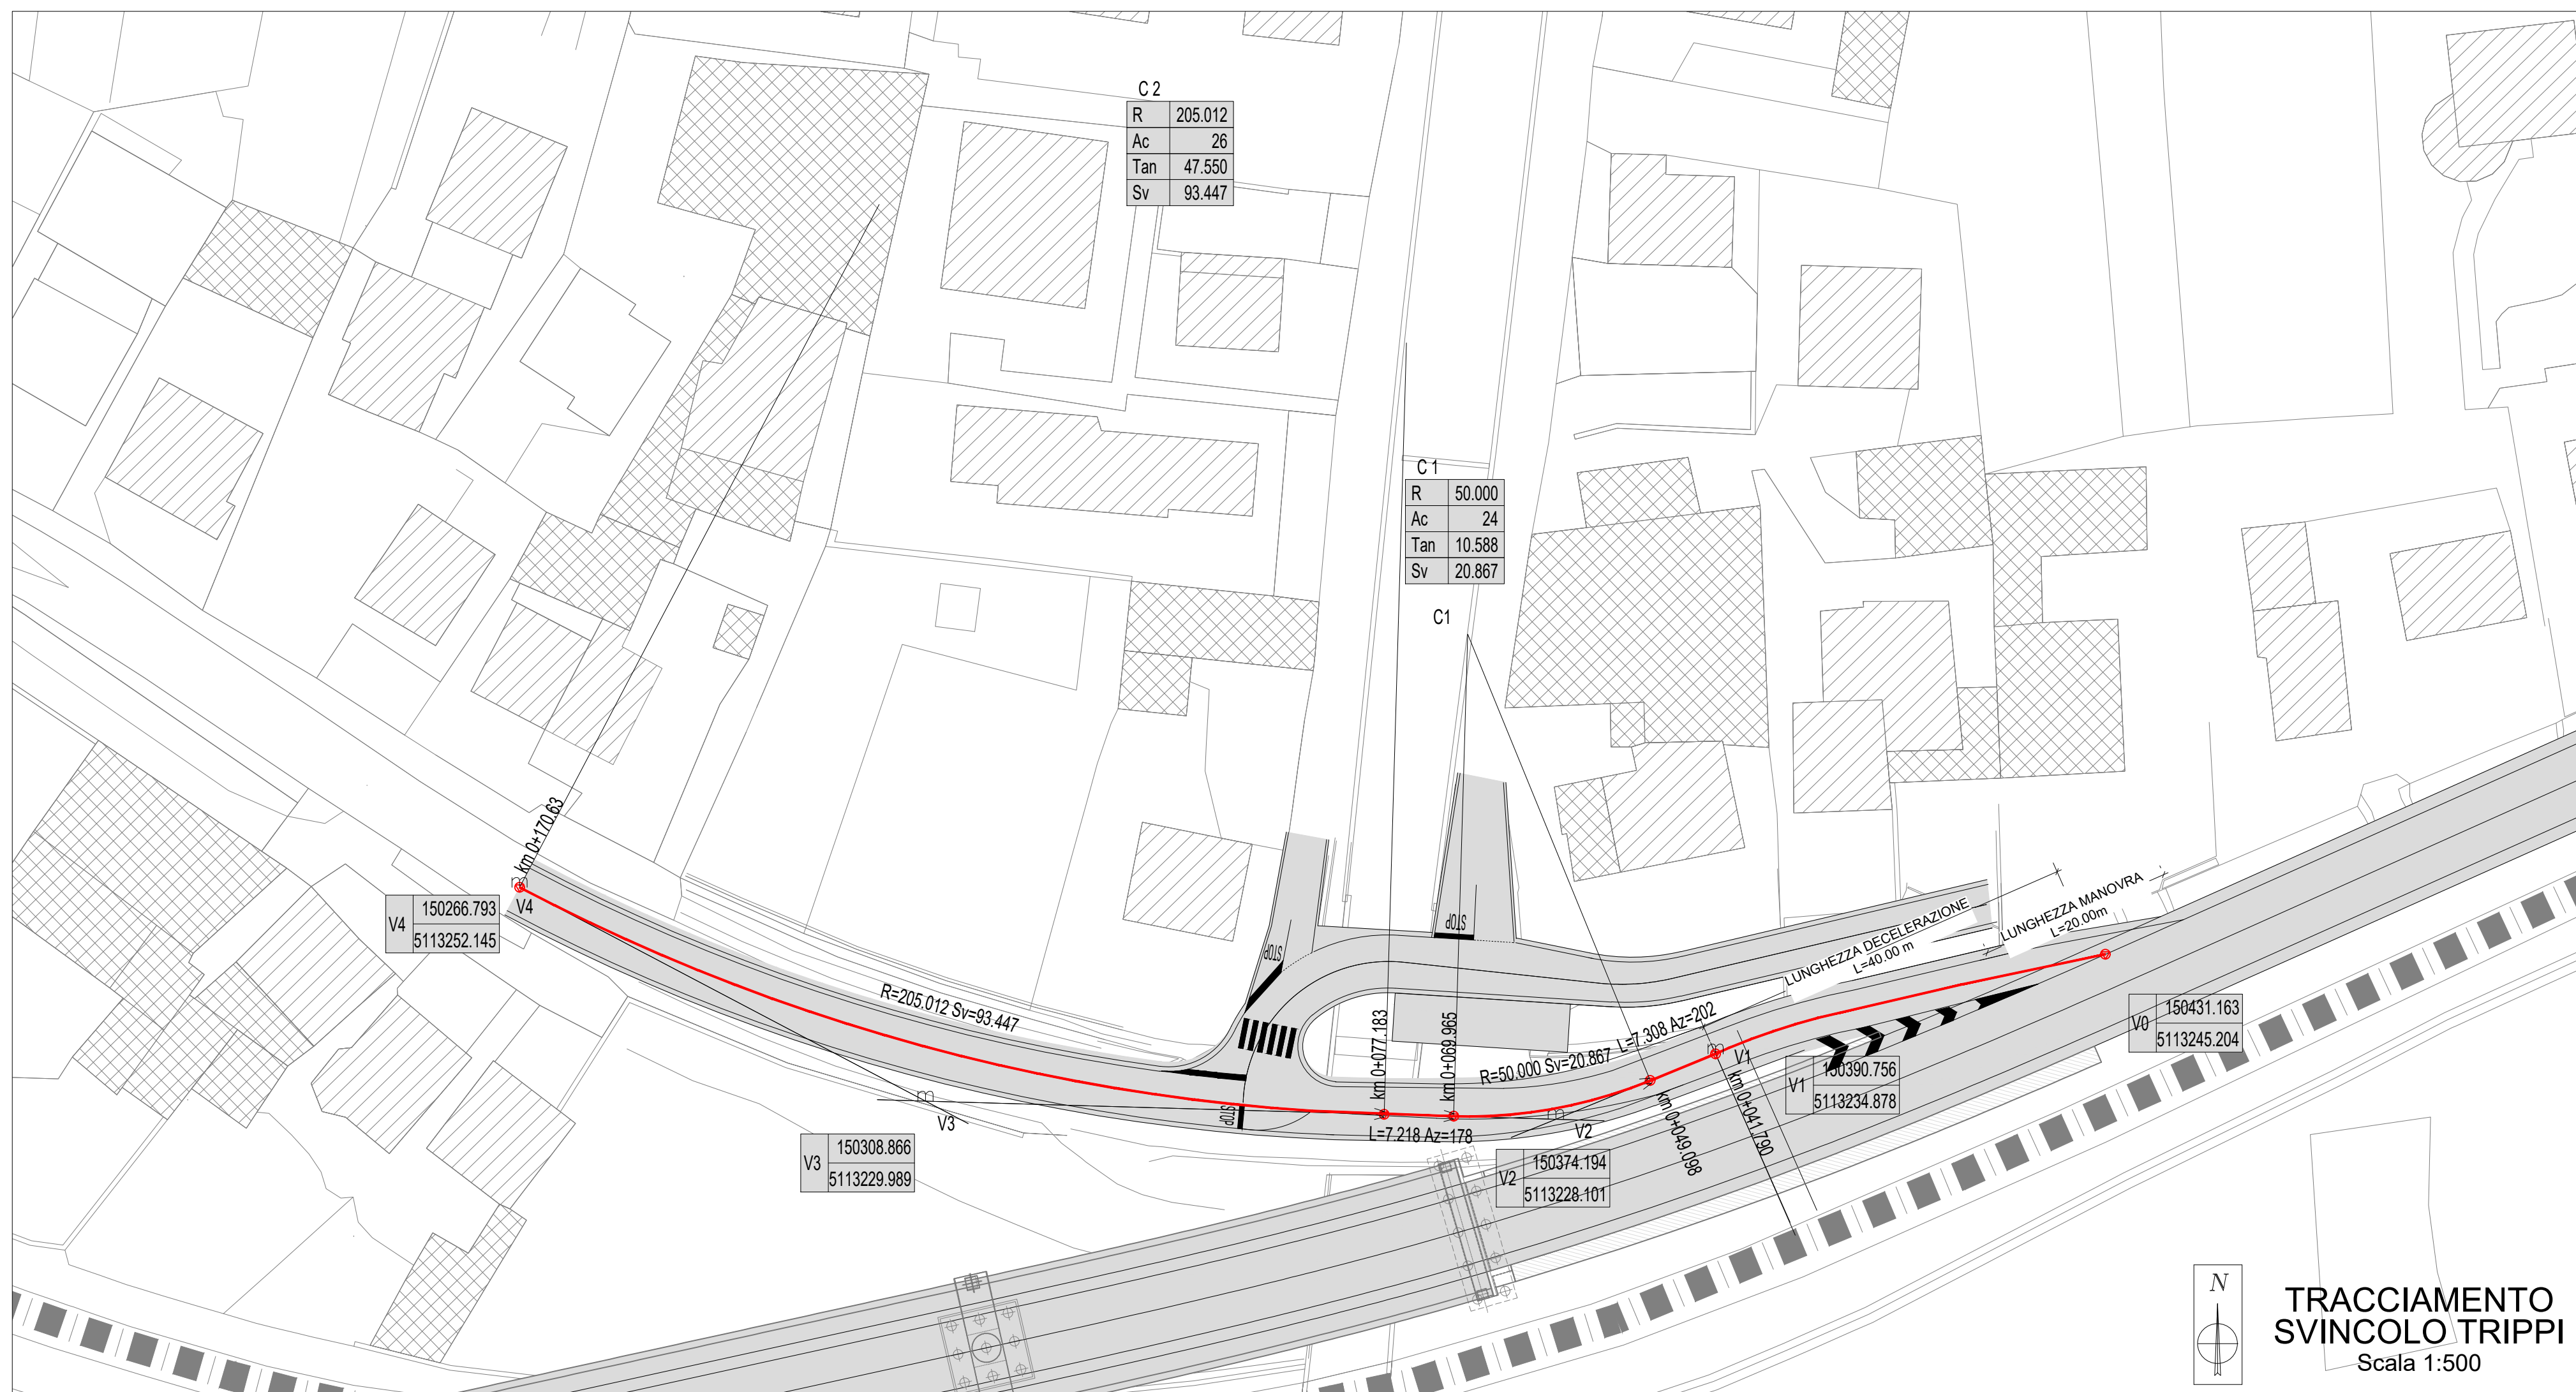 C 2
R 205.012
Ac 26
Tan 47.550
Sv 93.447
C 1
R 50.000
Ac 24
Tan 10.588
Sv 20.867
C1
km 0+170.63
m
V4
V4 150266.793
5113252.145
R=205.012 Sv=93.447
STOP
STOP
STOP
LUNGHEZZA DECELERAZIONE
L=40.00 m
LUNGHEZZA MANOVRA
L=20.00m
V0 150431.163
5113245.204
km 0+077.183
km 0+069.965
R=50.000 Sv=20.867
L=7.308 Az=202
m
V1
V1 150390.756
5113234.878
km 0+041.790
km 0+049.098
m
V3
m
V2
L=7.218 Az=178
V3 150308.866
5113229.989
V2 150374.194
5113228.101
N
TRACCIAMENTO
SVINCOLO TRIPPI
Scala 1:500